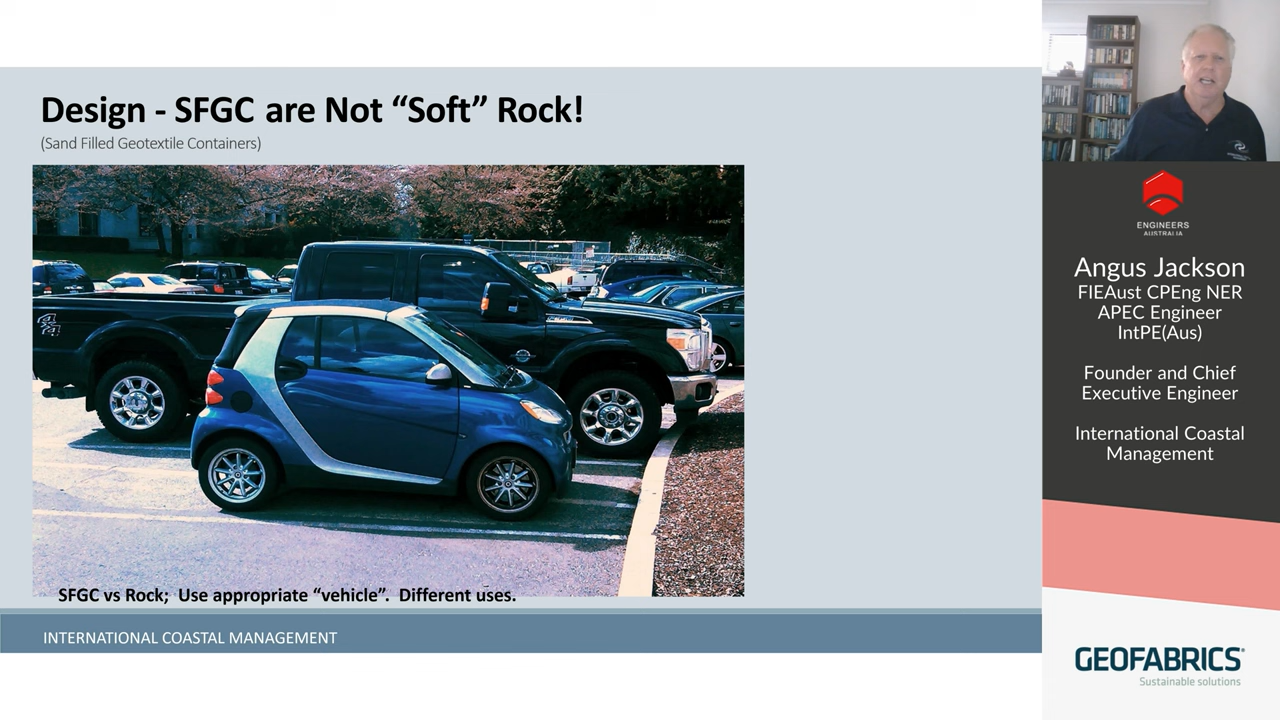 Design - SFGC are Not “Soft” Rock!
(Sand Filled Geotextile Containers)
4x4
SFGC vs Rock;  Use appropriate “vehicle”.  Different uses.
INTERNATIONAL COASTAL MANAGEMENT
ENGINEERS
AUSTRALIA
Angus Jackson
FIEAust CPEng NER
APEC Engineer
IntPE(Aus)
Founder and Chief
Executive Engineer
International Coastal
Management
GEOFABRICS®
Sustainable solutions